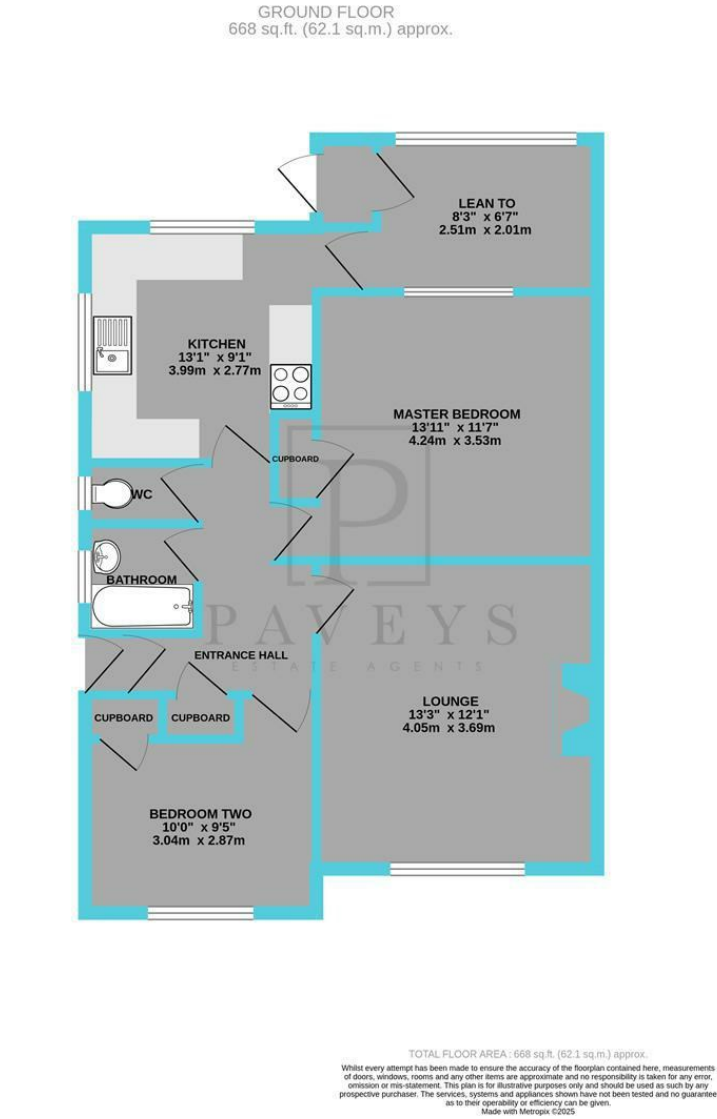 GROUND FLOOR
668 sq.ft. (62.1 sq.m.) approx.
LEAN TO
8'3" x 6'7"
2.51m x 2.01m
KITCHEN
13'1" x 9'1"
3.99m x 2.77m
MASTER BEDROOM
13'11" x 11'7"
4.24m x 3.53m
CUPBOARD
WC
BATHROOM
PAVEYS
ESTATE AGENTS
ENTRANCE HALL
LOUNGE
13'3" x 12'1"
4.05m x 3.69m
CUPBOARD
CUPBOARD
BEDROOM TWO
10'0" x 9'5"
3.04m x 2.87m
TOTAL FLOOR AREA : 668 sq.ft. (62.1 sq.m.) approx.
Whilst every attempt has been made to ensure the accuracy of the floorplan contained here, measurements
of doors, windows, rooms and any other items are approximate and no responsibility is taken for any error,
omission or mis-statement. This plan is for illustrative purposes only and should be used as such by any
prospective purchaser. The services, systems and appliances shown have not been tested and no guarantee
as to their operability or efficiency can be given.
Made with Metropix ©2025